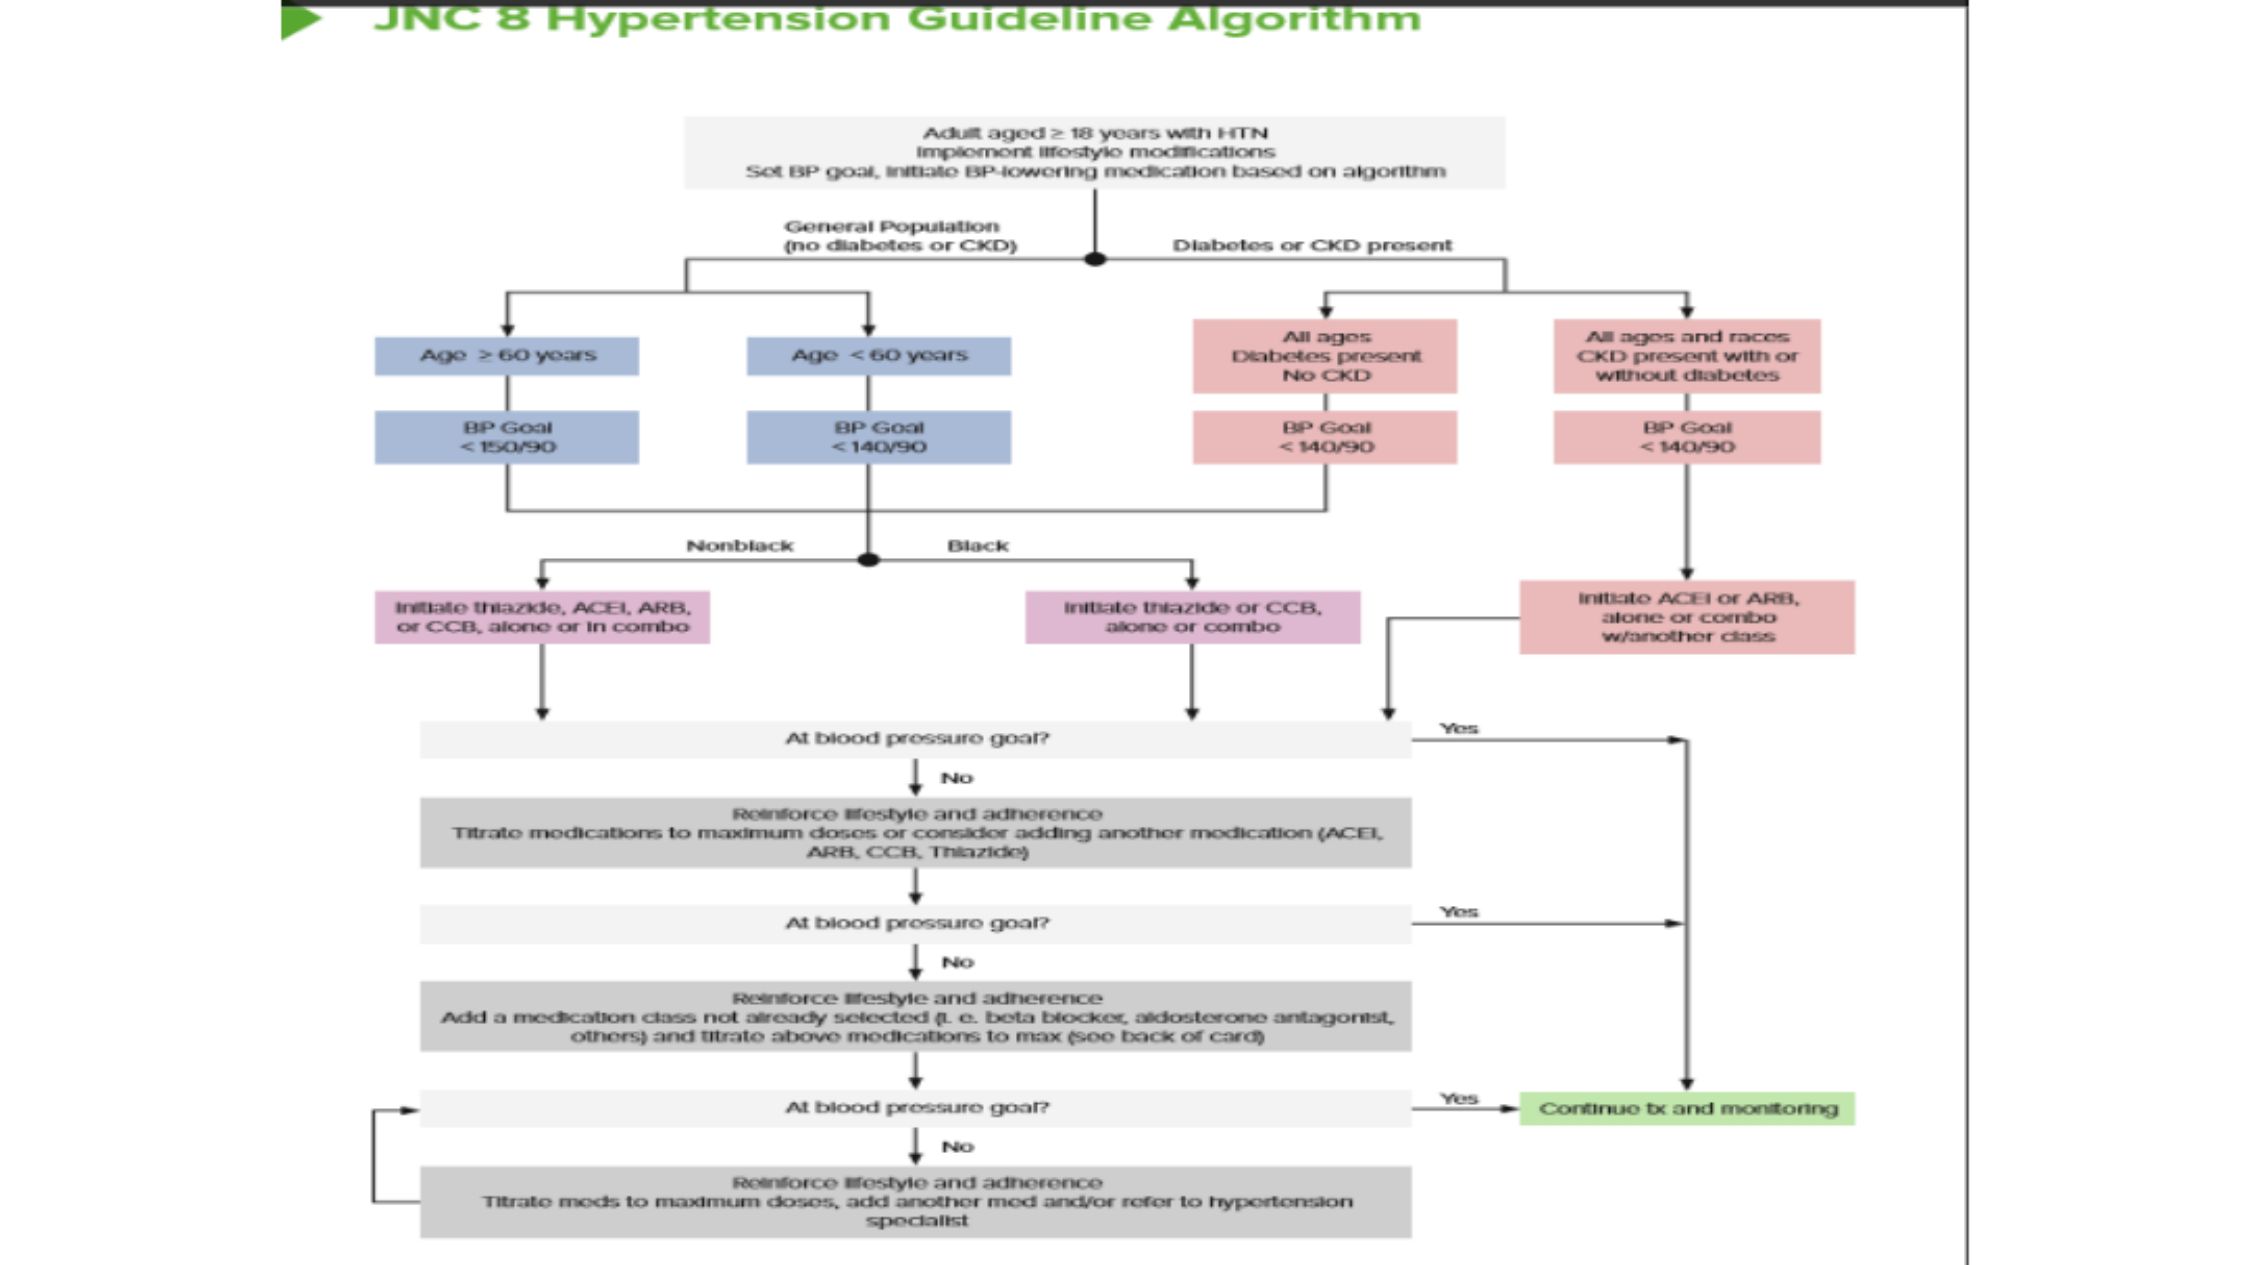 JNC 8 Hypertension Guideline Algorithm
Adult aged ≥ 18 years with HTN
Implement lifestyle modifications
Set BP goal, initiate BP-lowering medication based on algorithm
General Population
(no diabetes or CKD)
Diabetes or CKD present
Age ≥ 60 years
Age < 60 years
All ages
Diabetes present
No CKD
All ages and races
CKD present with or
without diabetes
BP Goal
< 150/90
BP Goal
< 140/90
BP Goal
< 140/90
BP Goal
< 140/90
Nonblack
Black
Initiate thiazide, ACEI, ARB,
or CCB, alone or in combo
Initiate thiazide or CCB,
alone or combo
Initiate ACEI or ARB,
alone or combo
w/another class
At blood pressure goal?
Yes
No
Reinforce lifestyle and adherence
Titrate medications to maximum doses or consider adding another medication (ACEI,
ARB, CCB, Thiazide)
At blood pressure goal?
Yes
No
Reinforce lifestyle and adherence
Add a medication class not already selected (i. e. beta blocker, aldosterone antagonist,
others) and titrate above medications to max (see back of card)
At blood pressure goal?
Yes
Continue tx and monitoring
No
Reinforce lifestyle and adherence
Titrate meds to maximum doses, add another med and/or refer to hypertension
specialist